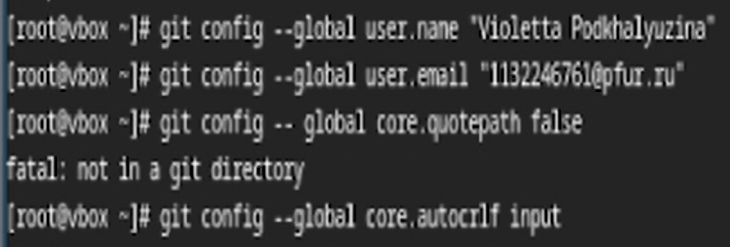 [root@vbox ~]# git config --global user.name "Violetta Podkhalyuzina"
[root@vbox ~]# git config --global user.email "1132246761@pfur.ru"
[root@vbox ~]# git config -- global core.quotepath false
fatal: not in a git directory
[root@vbox ~]# git config --global core.autocrlf input